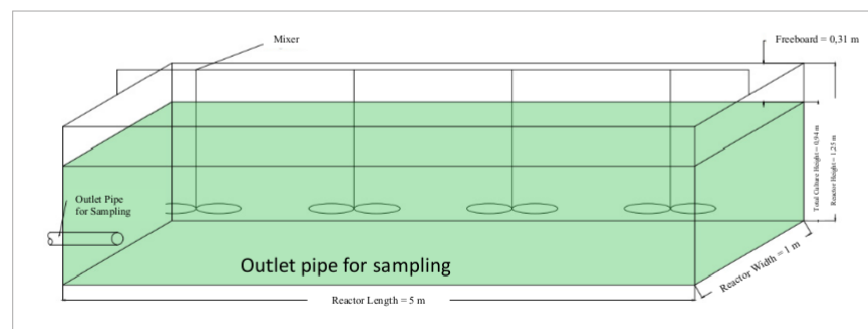 Mixer
Freeboard = 0,31 m
Total Culture Height = 0,94 m
Reactor Height = 1,25 m
Outlet Pipe
for Sampling
Outlet pipe for sampling
Reactor Width = 1 m
Reactor Length = 5 m